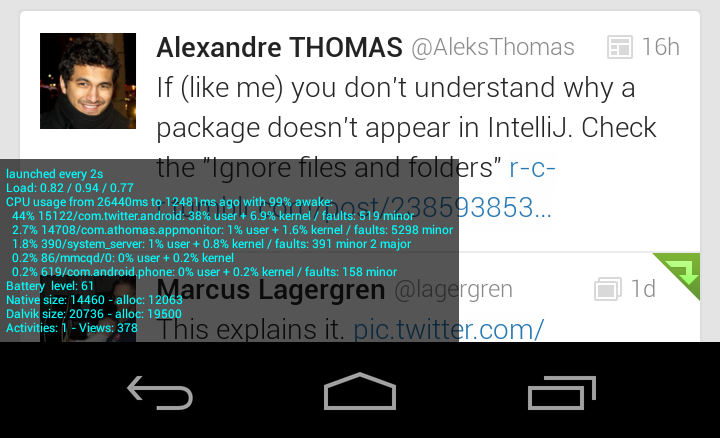 Alexandre THOMAS @AleksThomas 16h
If (like me) you don't understand why a
package doesn't appear in IntelliJ. Check
the "Ignore files and folders" r-c-
tumblr.com/post/238593853...
launched every 2s
Load: 0.82 / 0.94 / 0.77
CPU usage from 26440ms to 12481ms ago with 99% awake:
44% 15122/com.twitter.android: 38% user + 6.9% kernel / faults: 519 minor
2.7% 14708/com.athomas.appmonitor: 1% user + 1.6% kernel / faults: 5298 minor
1.8% 390/system_server: 1% user + 0.8% kernel / faults: 391 minor 2 major
0.2% 86/mmcqd/0: 0% user + 0.2% kernel
0.2% 619/com.android.phone: 0% user + 0.2% kernel / faults: 158 minor
Battery level: 61
Native size: 14460 - alloc: 12063
Dalvik size: 20736 - alloc: 19500
Activities: 1 - Views: 378
Marcus Lagergren @lagergren 1d
This explains it. pic.twitter.com/